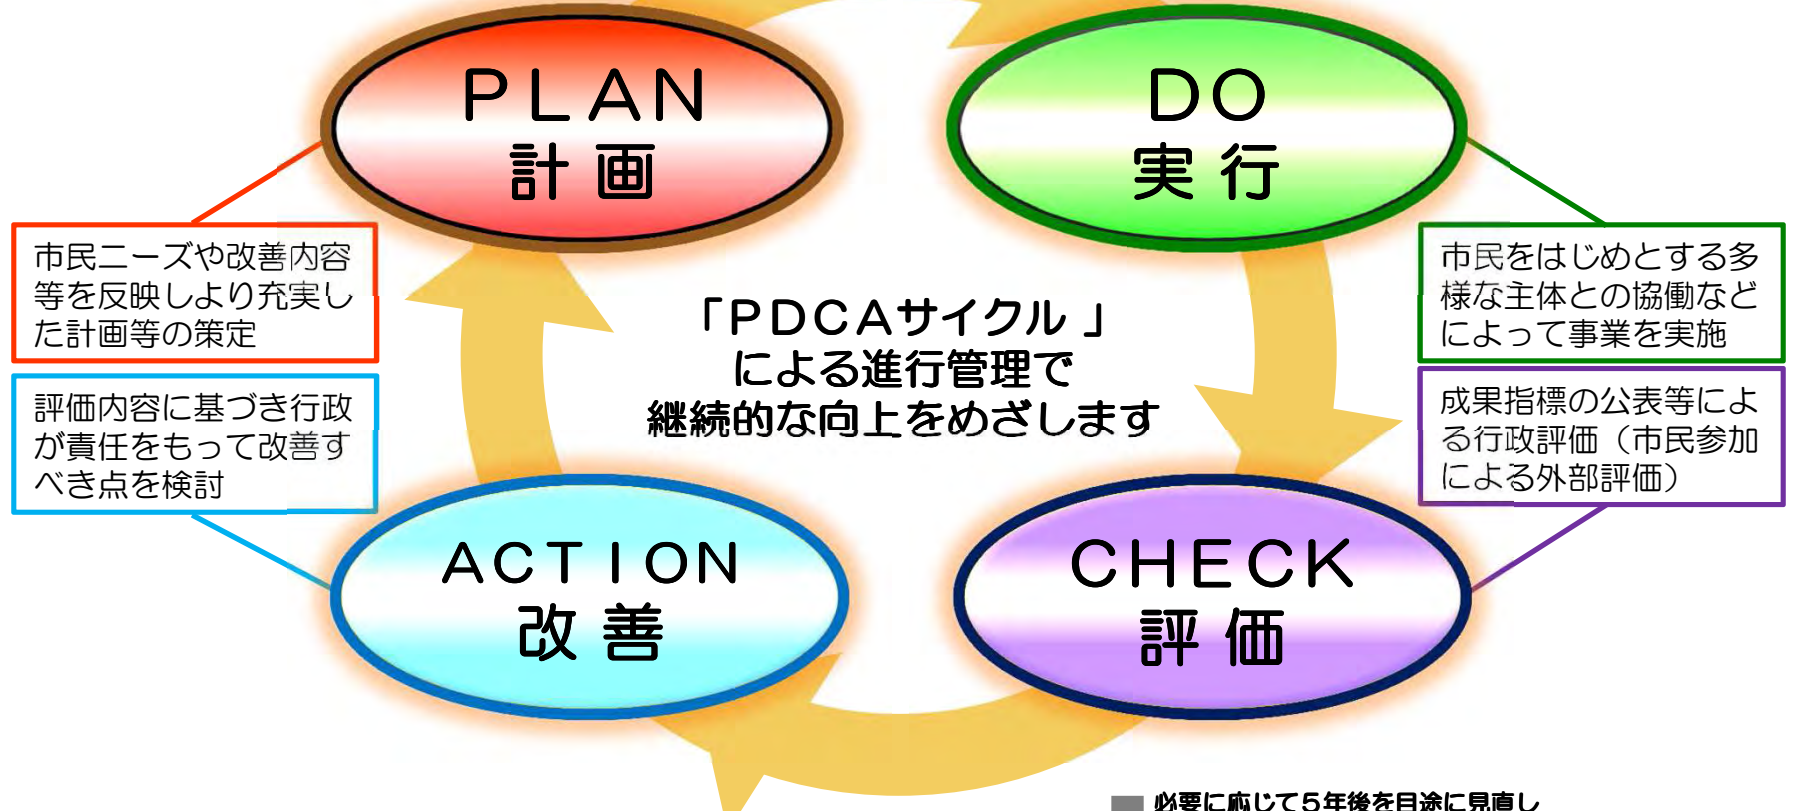 PLAN
計画
DO
実行
市民ニーズや改善内容
等を反映しより充実し
た計画等の策定
市民をはじめとする多
様な主体との協働など
によって事業を実施
「PDCAサイクル」
による進行管理で
継続的な向上をめざします
評価内容に基づき行政
が責任をもって改善す
べき点を検討
成果指標の公表等によ
る行政評価（市民参加
による外部評価）
ACTION
改善
CHECK
評価
必要に応じて5年後を目途に見直し